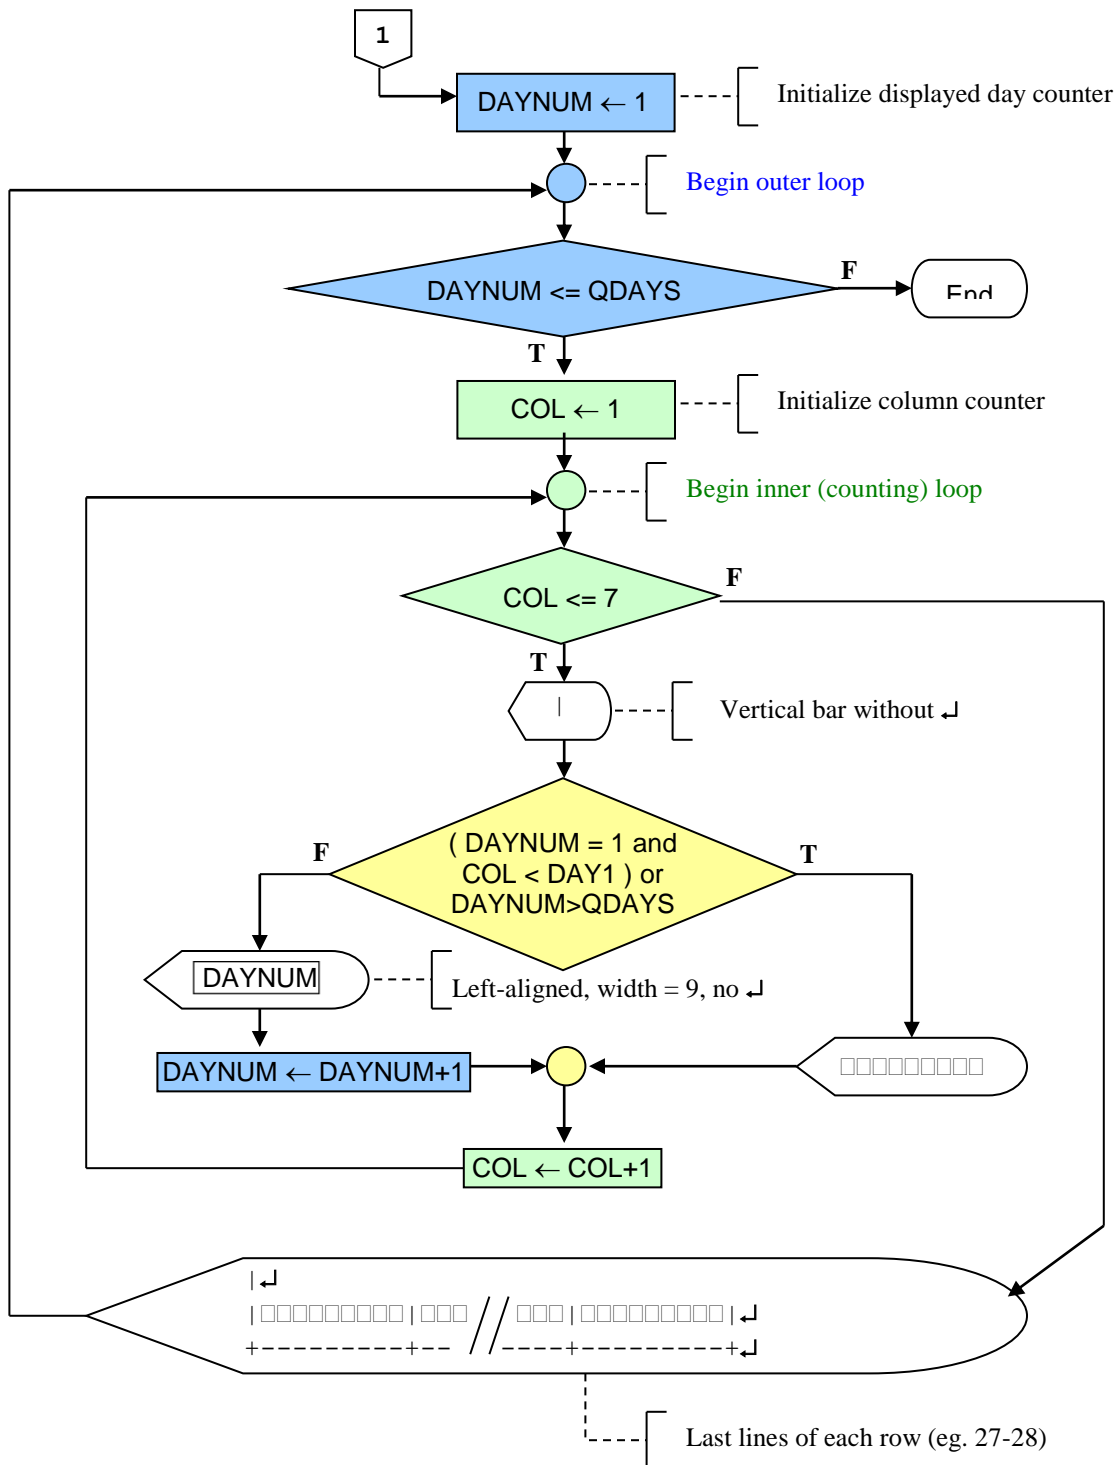 1
DAYNUM ← 1
Initialize displayed day counter
Begin outer loop
DAYNUM <= QDAYS
F
End
T
COL ← 1
Initialize column counter
Begin inner (counting) loop
COL <= 7
F
T
|
Vertical bar without ↵
( DAYNUM = 1 and
COL < DAY1 ) or
DAYNUM>QDAYS
F
T
DAYNUM
Left-aligned, width = 9, no ↵
DAYNUM ← DAYNUM+1
□□□□□□□□□
COL ← COL+1
|↵
|□□□□□□□□□|□□□ // □□□|□□□□□□□□□|↵
+---------+-- //----+---------+↵
Last lines of each row (eg. 27-28)